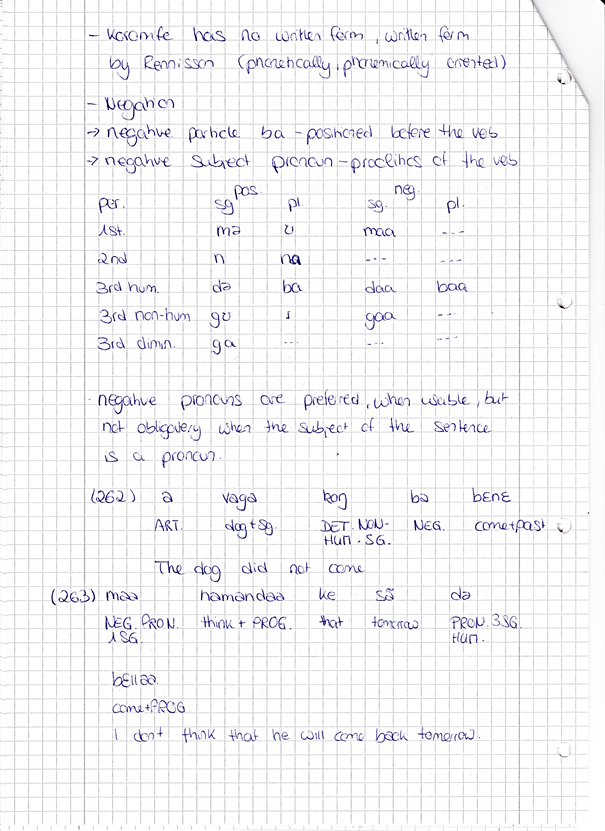 - Koromfe has no written form, written form
by Rennison (phonetically, phonemically oriented)
- Negation
→ negative particle ba - positioned before the verb
→ negative subject pronoun - proclitics of the verb
pos. neg.
per. sg pl. sg. pl.
1st. mə ʊ maa ---
2nd n na --- ---
3rd hum. də ba daa baa
3rd non-hum gʊ ɪ gaa ---
3rd dimin. ga --- --- ---
· negative pronouns are prefered, when usable, but
not obligatery when the subject of the sentence
is a pronoun.
(262) a vaga koŋ ba bɛnɛ
ART. dog+sg. DET. NON- NEG. come+past
HUM. SG.
The dog did not come
(263) maa hamandaa ke sã də
NEG. PRON. think + PROG. that tomorrow PRON. 3SG.
1SG. HUM.
bɛllaa
come+PROG
I don't think that he will come back tomorrow.